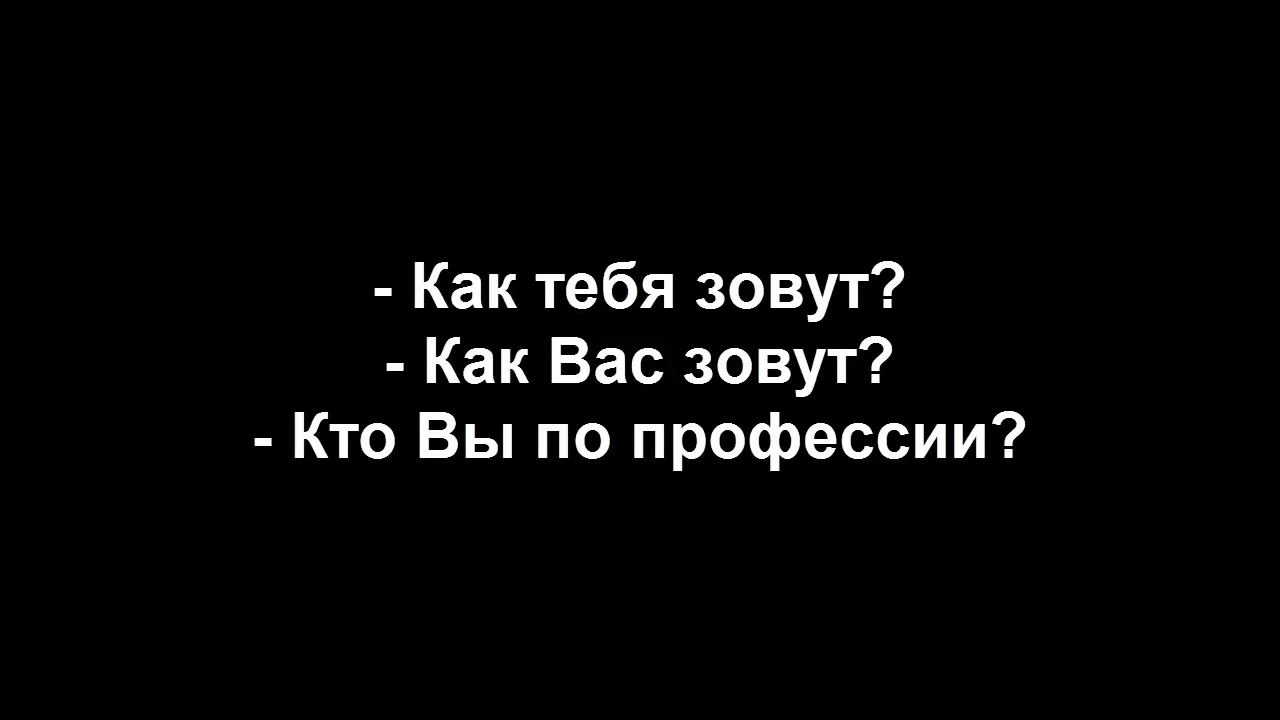 - Как тебя зовут?
- Как Вас зовут?
- Кто Вы по профессии?